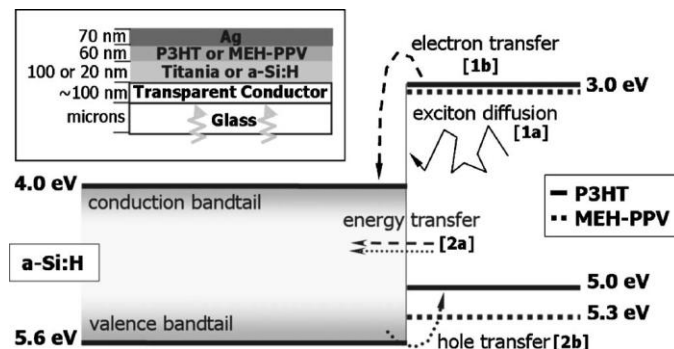 70 nm
Ag
60 nm
P3HT or MEH-PPV
100 or 20 nm
Titania or a-Si:H
~100 nm
Transparent Conductor
microns
Glass
electron transfer
[1b]
3.0 eV
exciton diffusion
[1a]
4.0 eV
conduction bandtail
energy transfer
[2a]
P3HT
MEH-PPV
a-Si:H
5.0 eV
5.3 eV
valence bandtail
5.6 eV
hole transfer[2b]